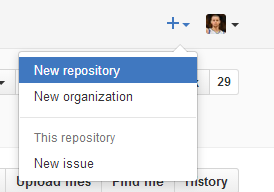 New repository
29
New organization
This repository
New issue
Upload files Find file History